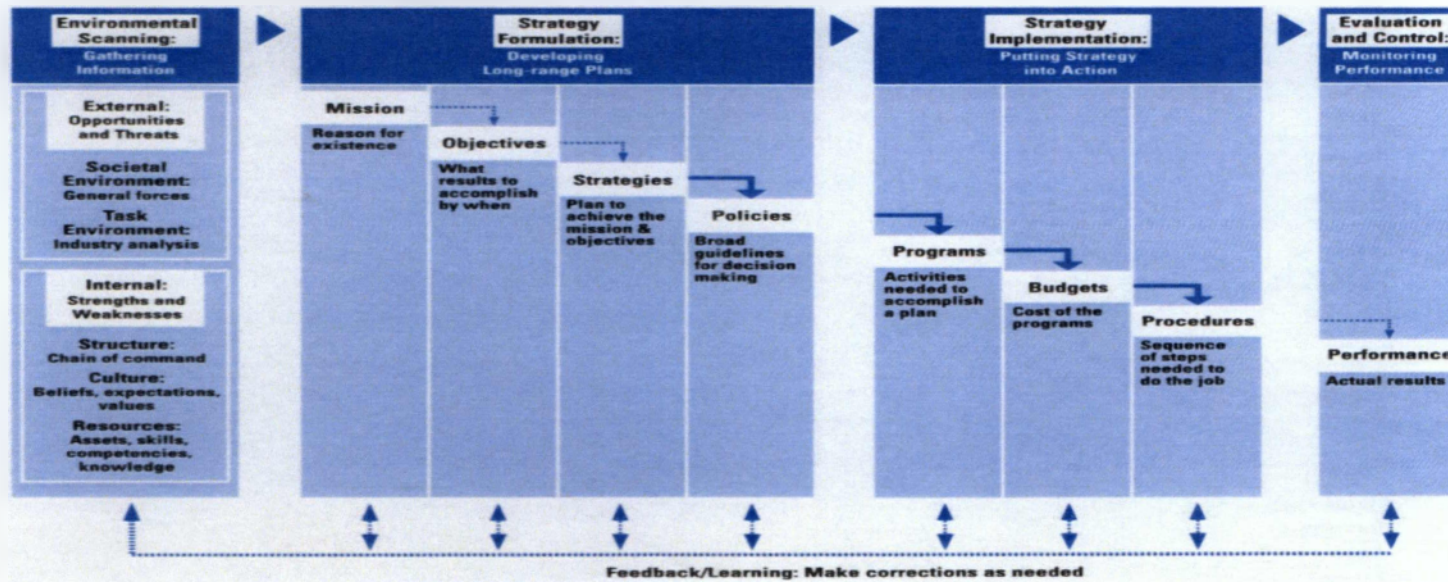 Environmental
Scanning:
Gathering
Information
External:
Opportunities
and Threats
Societal
Environment:
General forces
Task
Environment:
Industry analysis
Internal:
Strengths and
Weaknesses
Structure:
Chain of command
Culture:
Beliefs, expectations,
values
Resources:
Assets, skills,
competencies,
knowledge
Strategy
Formulation:
Developing
Long-range Plans
Mission
Reason for
existence
Objectives
What
results to
accomplish
by when
Strategies
Plan to
achieve the
mission &
objectives
Policies
Broad
guidelines
for decision
making
Strategy
Implementation:
Putting Strategy
into Action
Programs
Activities
needed to
accomplish
a plan
Budgets
Cost of the
programs
Procedures
Sequence
of steps
needed to
do the job
Evaluation
and Control:
Monitoring
Performance
Performance
Actual results
Feedback/Learning: Make corrections as needed